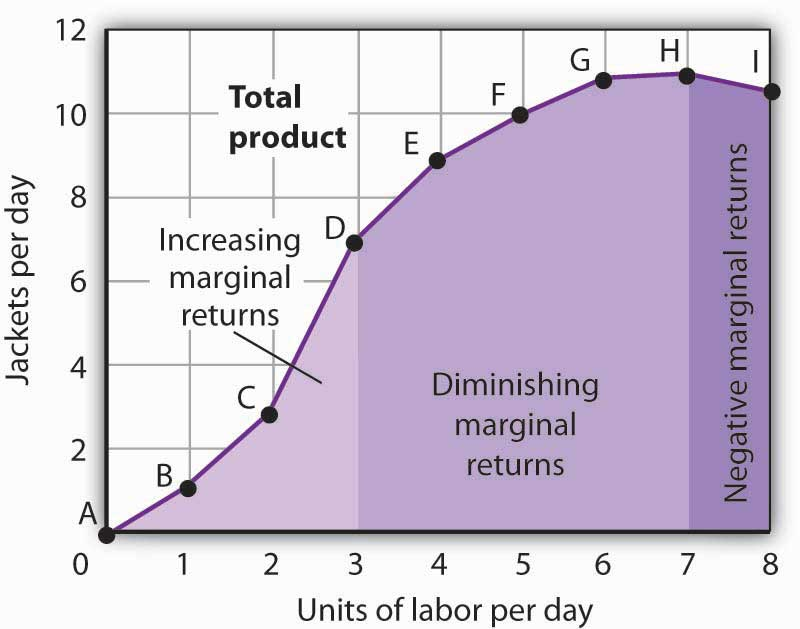 12
10
8
6
4
2
0
1
2
3
4
5
6
7
8
Jackets per day
Units of labor per day
Total
product
Increasing
marginal
returns
Diminishing
marginal
returns
Negative marginal returns
A
B
C
D
E
F
G
H
I